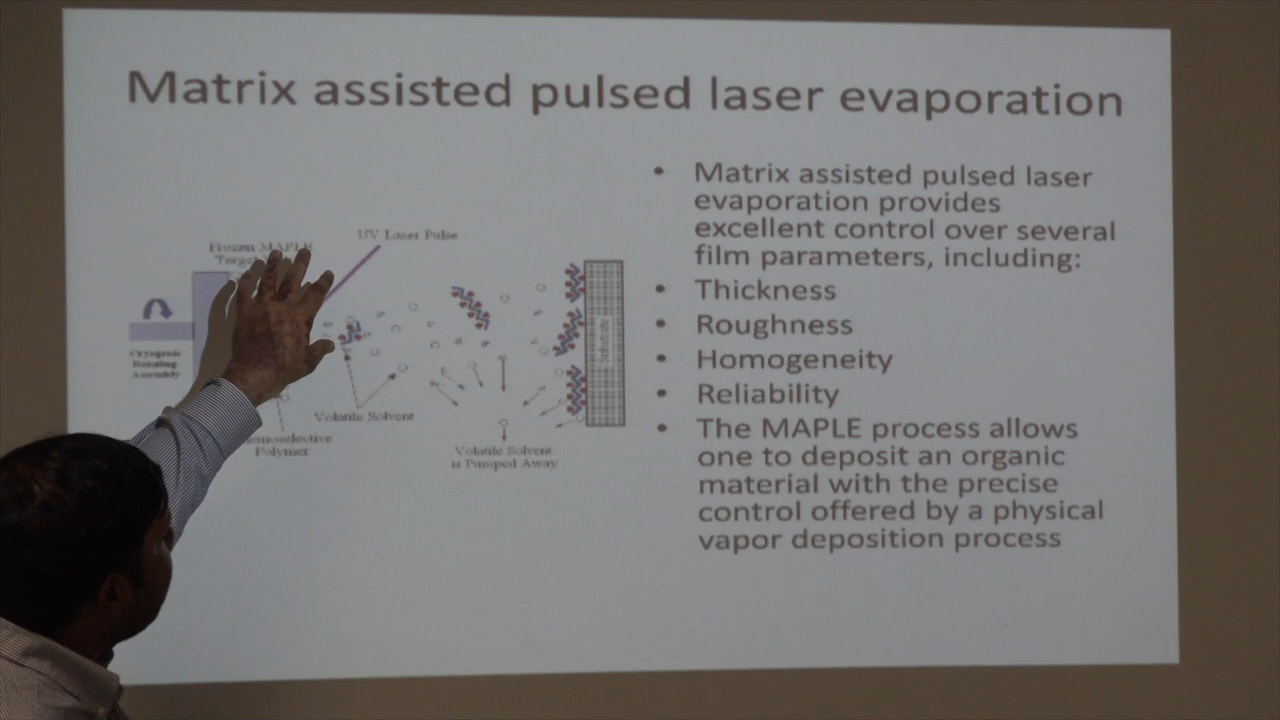 Matrix assisted pulsed laser evaporation
Frozen MAPLE
Target
UV Laser Pulse
Cryogenic
Rotating
Assembly
Substrate
Volatile Solvent
Polymer
Volatile Solvent
is Pumped Away
• Matrix assisted pulsed laser
evaporation provides
excellent control over several
film parameters, including:
• Thickness
• Roughness
• Homogeneity
• Reliability
• The MAPLE process allows
one to deposit an organic
material with the precise
control offered by a physical
vapor deposition process